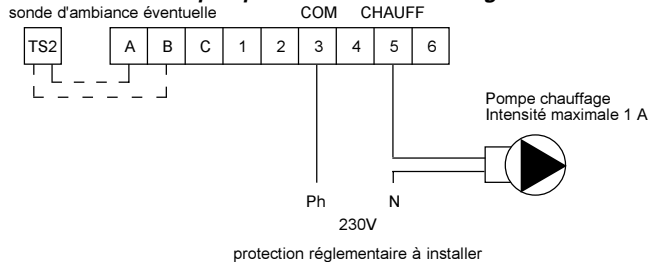 sonde d'ambiance éventuelle COM CHAUFF
TS2 A B C 1 2 3 4 5 6
Pompe chauffage
Intensité maximale 1 A
Ph N
230V
protection réglementaire à installer